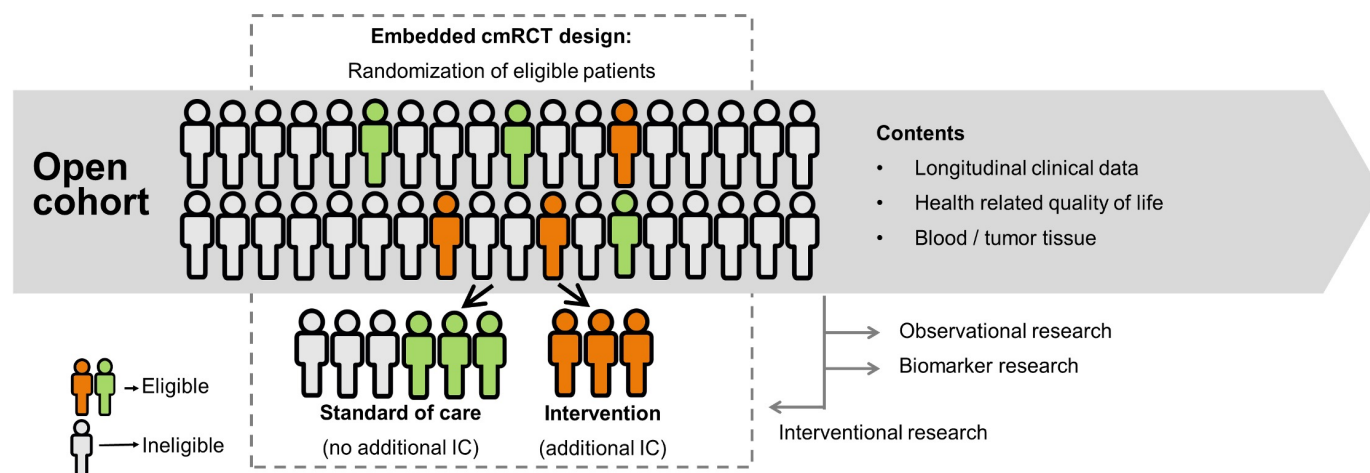 Embedded cmRCT design:
Randomization of eligible patients
Open
cohort
Contents
• Longitudinal clinical data
• Health related quality of life
• Blood / tumor tissue
Standard of care
(no additional IC)
Intervention
(additional IC)
Observational research
Biomarker research
Interventional research
Eligible
Ineligible